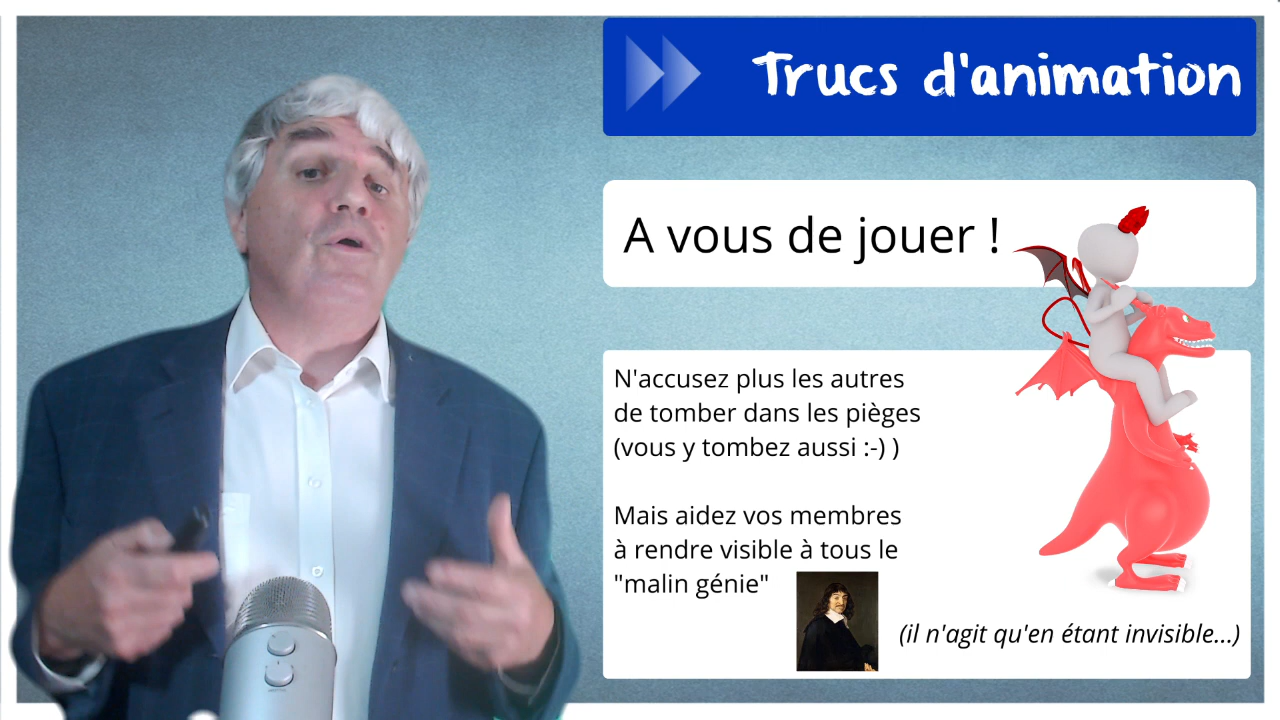 Trucs d'animation
A vous de jouer !
N'accusez plus les autres
de tomber dans les pièges
(vous y tombez aussi :-) )
Mais aidez vos membres
à rendre visible à tous le
"malin génie"
(il n'agit qu'en étant invisible...)